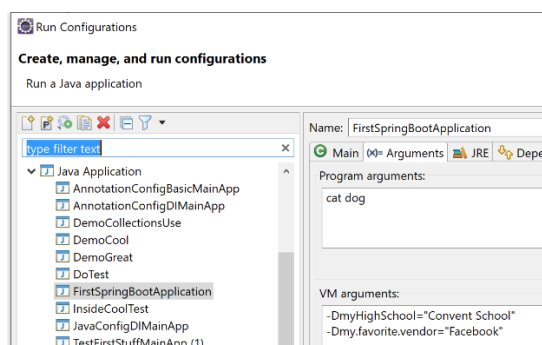 Run Configurations
Create, manage, and run configurations
Run a Java application
type filter text
Java Application
AnnotationConfigBasicMainApp
AnnotationConfigDIMainApp
DemoCollectionsUse
DemoCool
DemoGreat
DoTest
FirstSpringBootApplication
InsideCoolTest
JavaConfigDIMainApp
TestFirstStuffMainApp (1)
Name: FirstSpringBootApplication
Main (x)= Arguments JRE Depe
Program arguments:
cat dog
VM arguments:
-DmyHighSchool="Convent School"
-Dmy.favorite.vendor="Facebook"